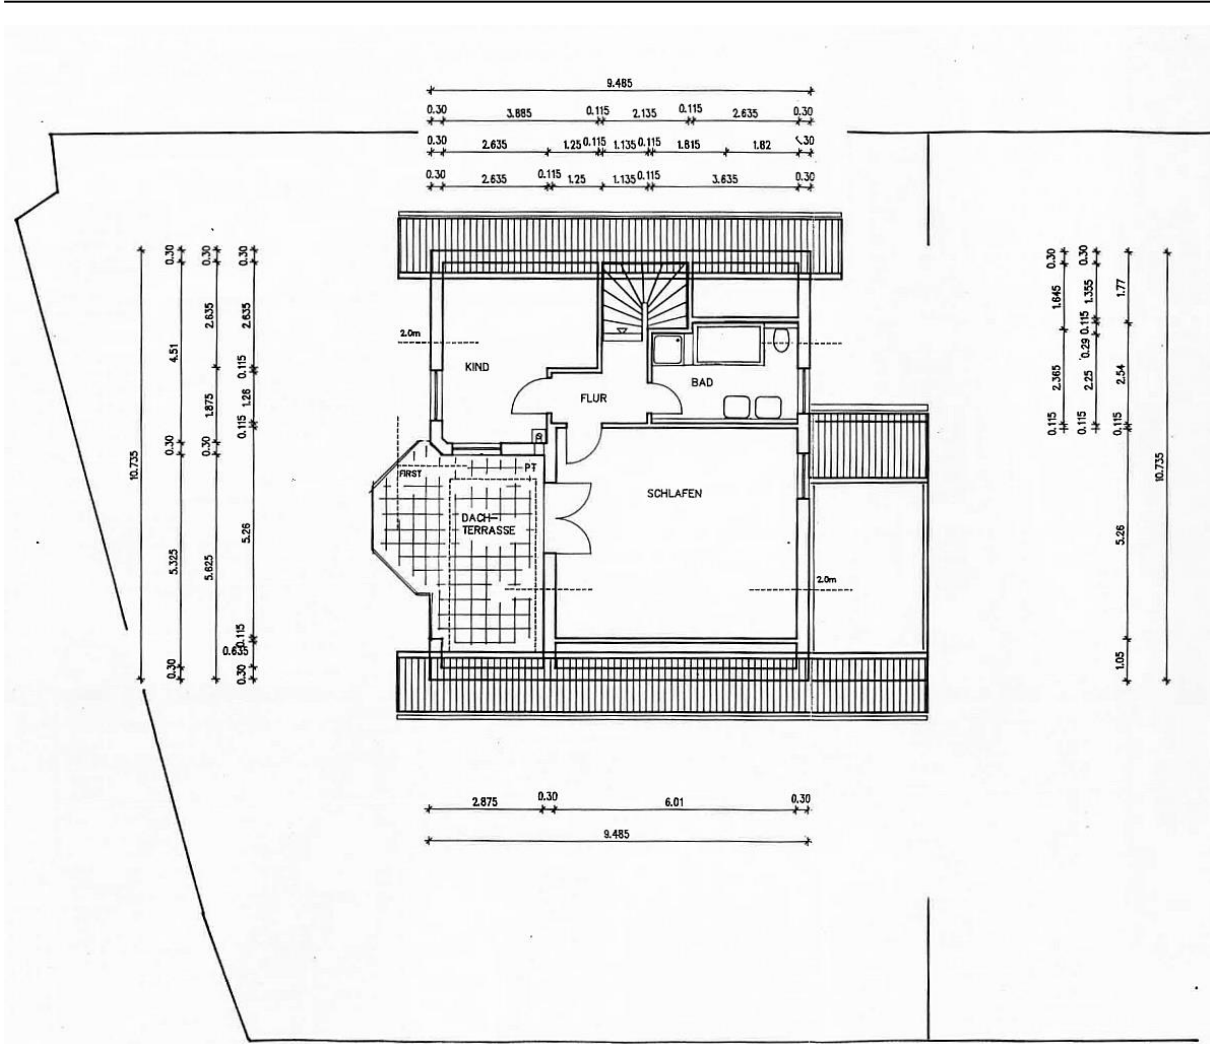 9.485
0.30 3.885 0.115 2.135 0.115 2.635 0.30
0.30 2.635 1.25 0.115 1.135 0.115 1.815 1.82 .30
0.30 2.635 0.115 1.25 1.135 0.115 3.635 0.30
10.735
0.30 4.51 0.30 5.325 0.30
0.30 2.635 1.875 0.30 5.625
0.30 2.635 0.115 1.26 0.115 5.26 0.115 0.635 0.30
2.0m
KIND
FLUR
BAD
FIRST
PT
DACH-
TERRASSE
SCHLAFEN
2.0m
0.30 1.645 2.365 0.115
0.30 1.355 0.115 0.29 2.25 0.115
1.77 2.54 0.115 5.26 1.05
10.735
2.875 0.30 6.01 0.30
9.485